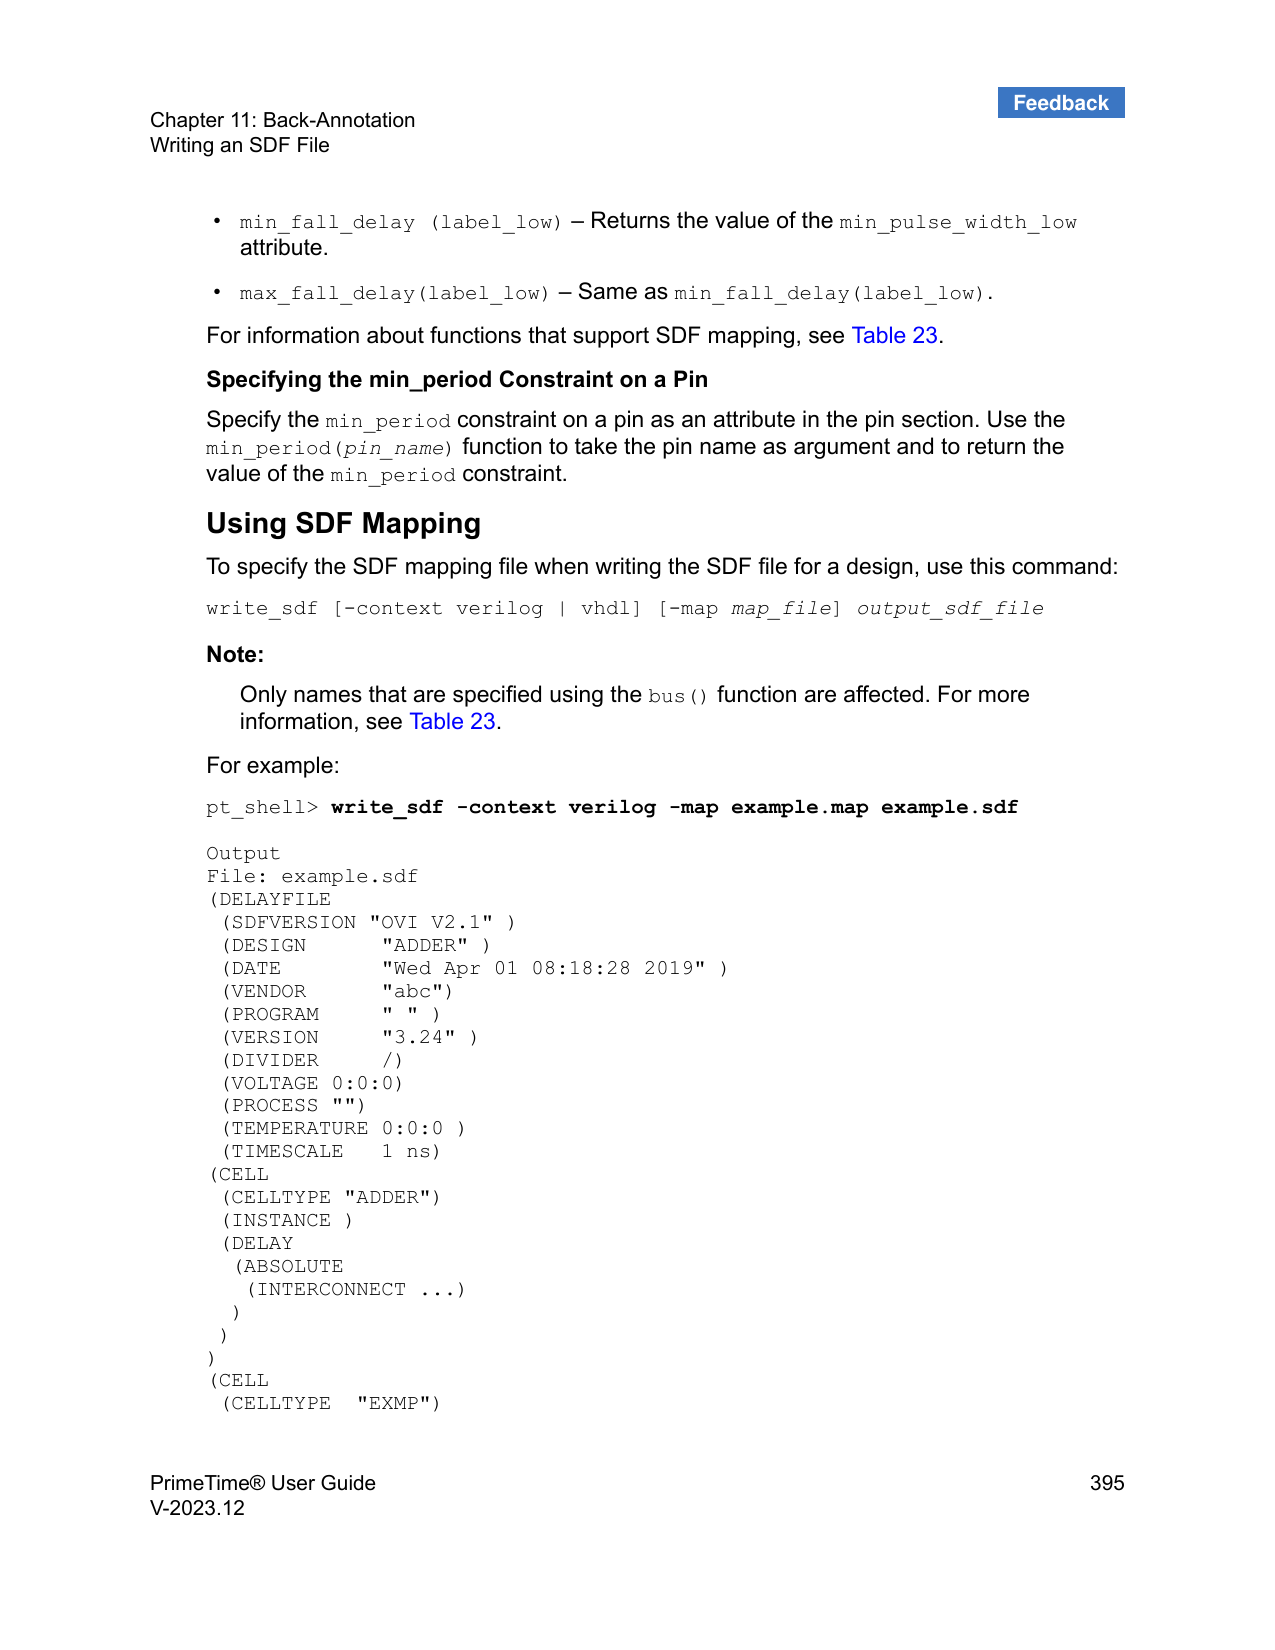 Feedback
Chapter 11: Back-Annotation
Writing an SDF File
• min_fall_delay (label_low) – Returns the value of the min_pulse_width_low
attribute.
• max_fall_delay(label_low) – Same as min_fall_delay(label_low).
For information about functions that support SDF mapping, see Table 23.
Specifying the min_period Constraint on a Pin
Specify the min_period constraint on a pin as an attribute in the pin section. Use the
min_period(pin_name) function to take the pin name as argument and to return the
value of the min_period constraint.
Using SDF Mapping
To specify the SDF mapping file when writing the SDF file for a design, use this command:
write_sdf [-context verilog | vhdl] [-map map_file] output_sdf_file
Note:
Only names that are specified using the bus() function are affected. For more
information, see Table 23.
For example:
pt_shell> write_sdf -context verilog -map example.map example.sdf
Output
File: example.sdf
(DELAYFILE
 (SDFVERSION "OVI V2.1" )
 (DESIGN      "ADDER" )
 (DATE        "Wed Apr 01 08:18:28 2019" )
 (VENDOR      "abc")
 (PROGRAM     " " )
 (VERSION     "3.24" )
 (DIVIDER     /)
 (VOLTAGE 0:0:0)
 (PROCESS "")
 (TEMPERATURE 0:0:0 )
 (TIMESCALE   1 ns)
(CELL
 (CELLTYPE "ADDER")
 (INSTANCE )
 (DELAY
  (ABSOLUTE
   (INTERCONNECT ...)
  )
 )
)
(CELL
 (CELLTYPE  "EXMP")
PrimeTime® User Guide
395
V-2023.12